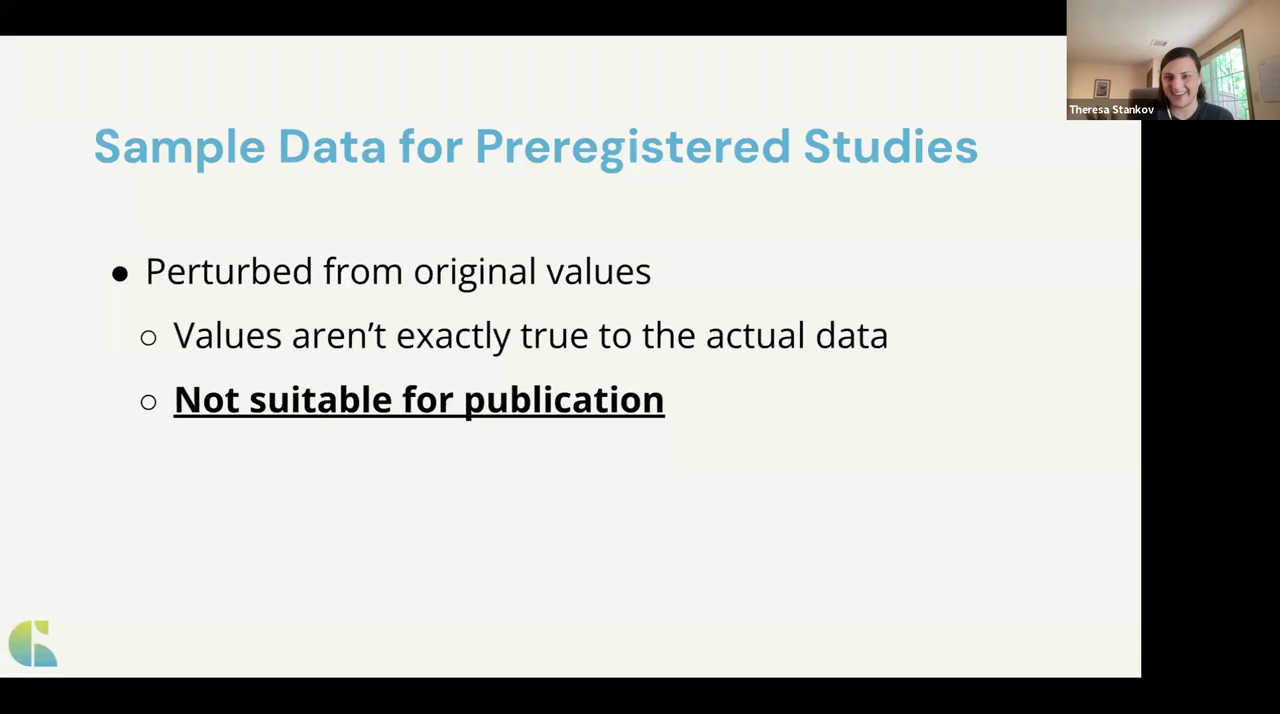 Theresa Stankov
Sample Data for Preregistered Studies
● Perturbed from original values
○ Values aren’t exactly true to the actual data
○ Not suitable for publication